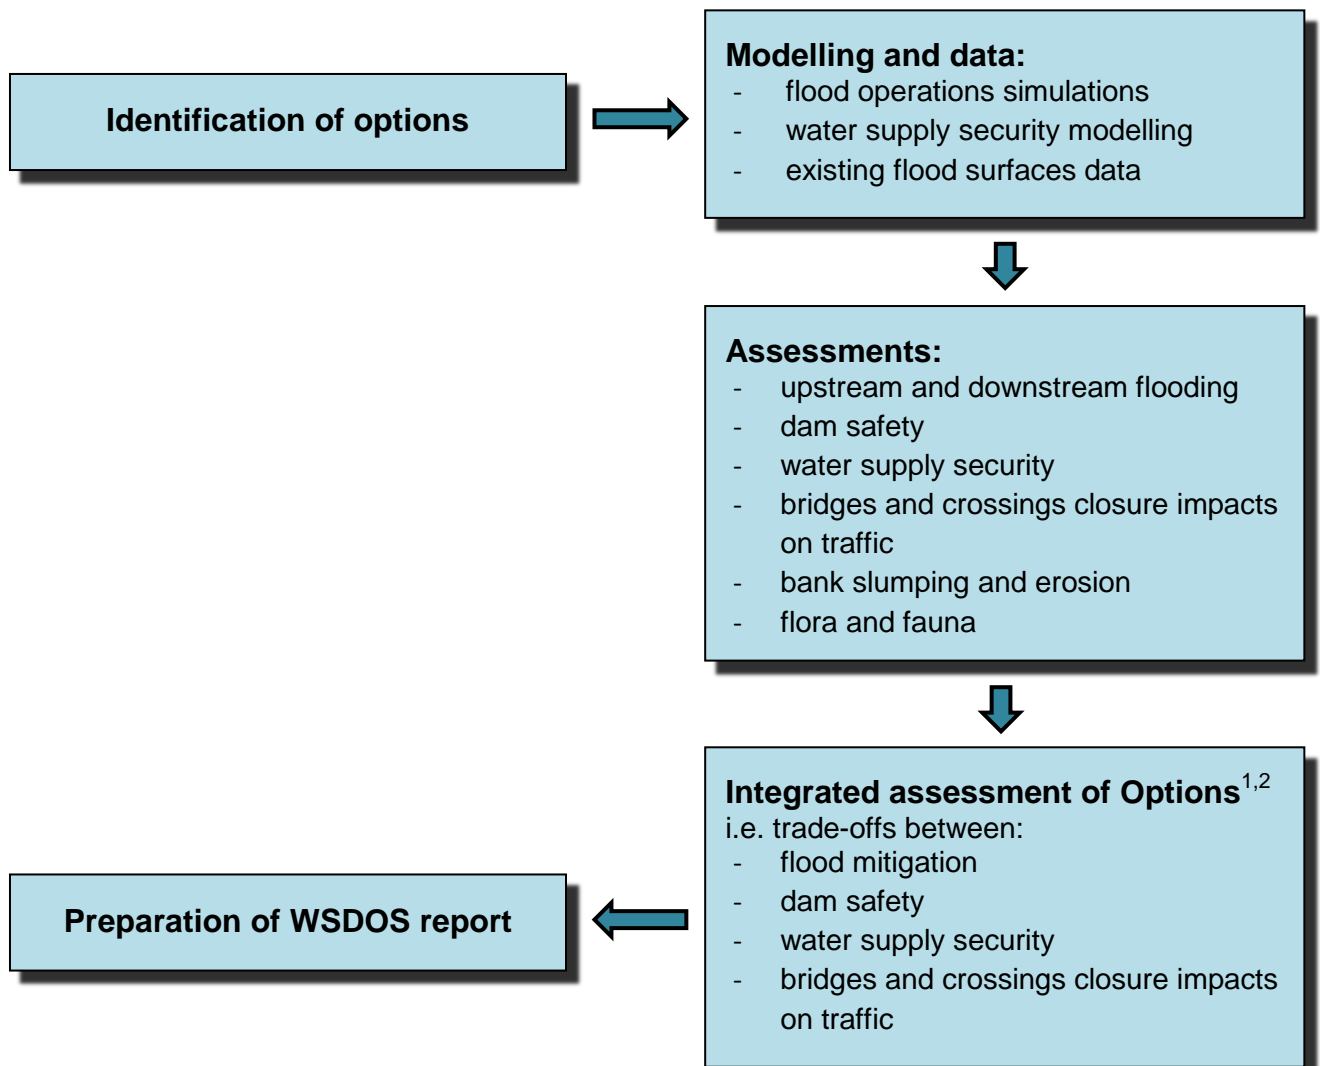 Identification of options
Modelling and data:
- flood operations simulations
- water supply security modelling
- existing flood surfaces data
Assessments:
- upstream and downstream flooding
- dam safety
- water supply security
- bridges and crossings closure impacts
on traffic
- bank slumping and erosion
- flora and fauna
Integrated assessment of Options1,2
i.e. trade-offs between:
- flood mitigation
- dam safety
- water supply security
- bridges and crossings closure impacts
on traffic
Preparation of WSDOS report